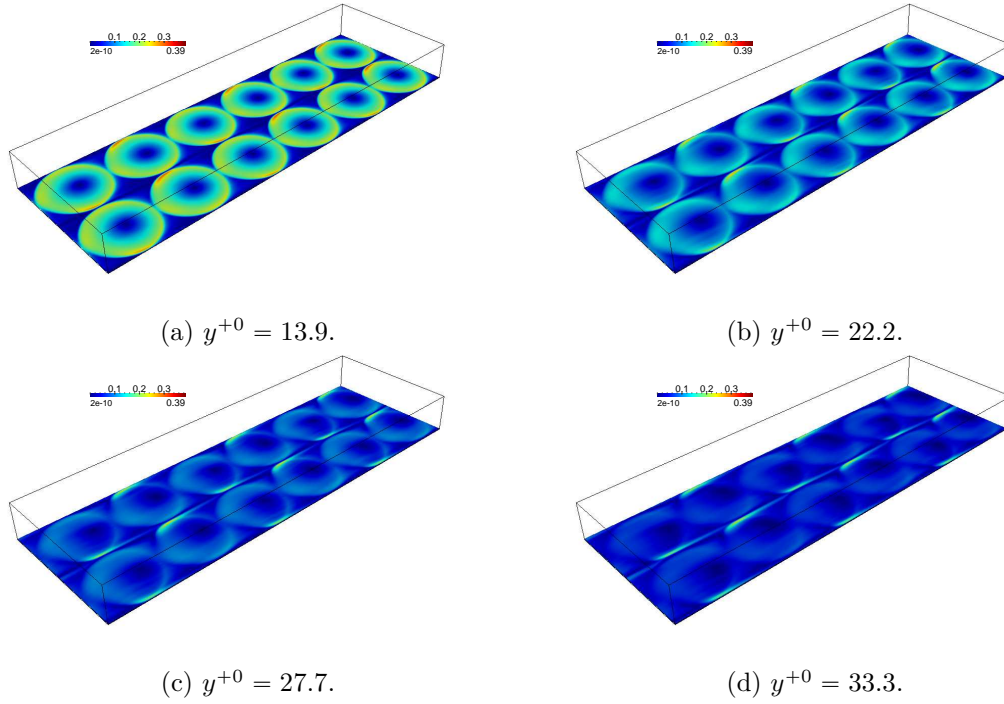 0.1 0.2 0.3
2e-10 0.39
0.1 0.2 0.3
2e-10 0.39
(a) y⁺⁰ = 13.9.
(b) y⁺⁰ = 22.2.
0.1 0.2 0.3
2e-10 0.39
0.1 0.2 0.3
2e-10 0.39
(c) y⁺⁰ = 27.7.
(d) y⁺⁰ = 33.3.